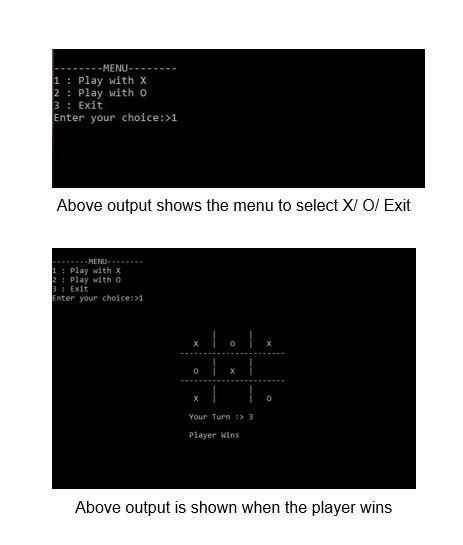 --------MENU--------
1 : Play with X
2 : Play with O
3 : Exit
Enter your choice:>1
Above output shows the menu to select X/ O/ Exit
--------MENU--------
1 : Play with X
2 : Play with O
3 : Exit
Enter your choice:>1
X | O | X
O | X |
X | | O
Your Turn :> 3
Player Wins
Above output is shown when the player wins